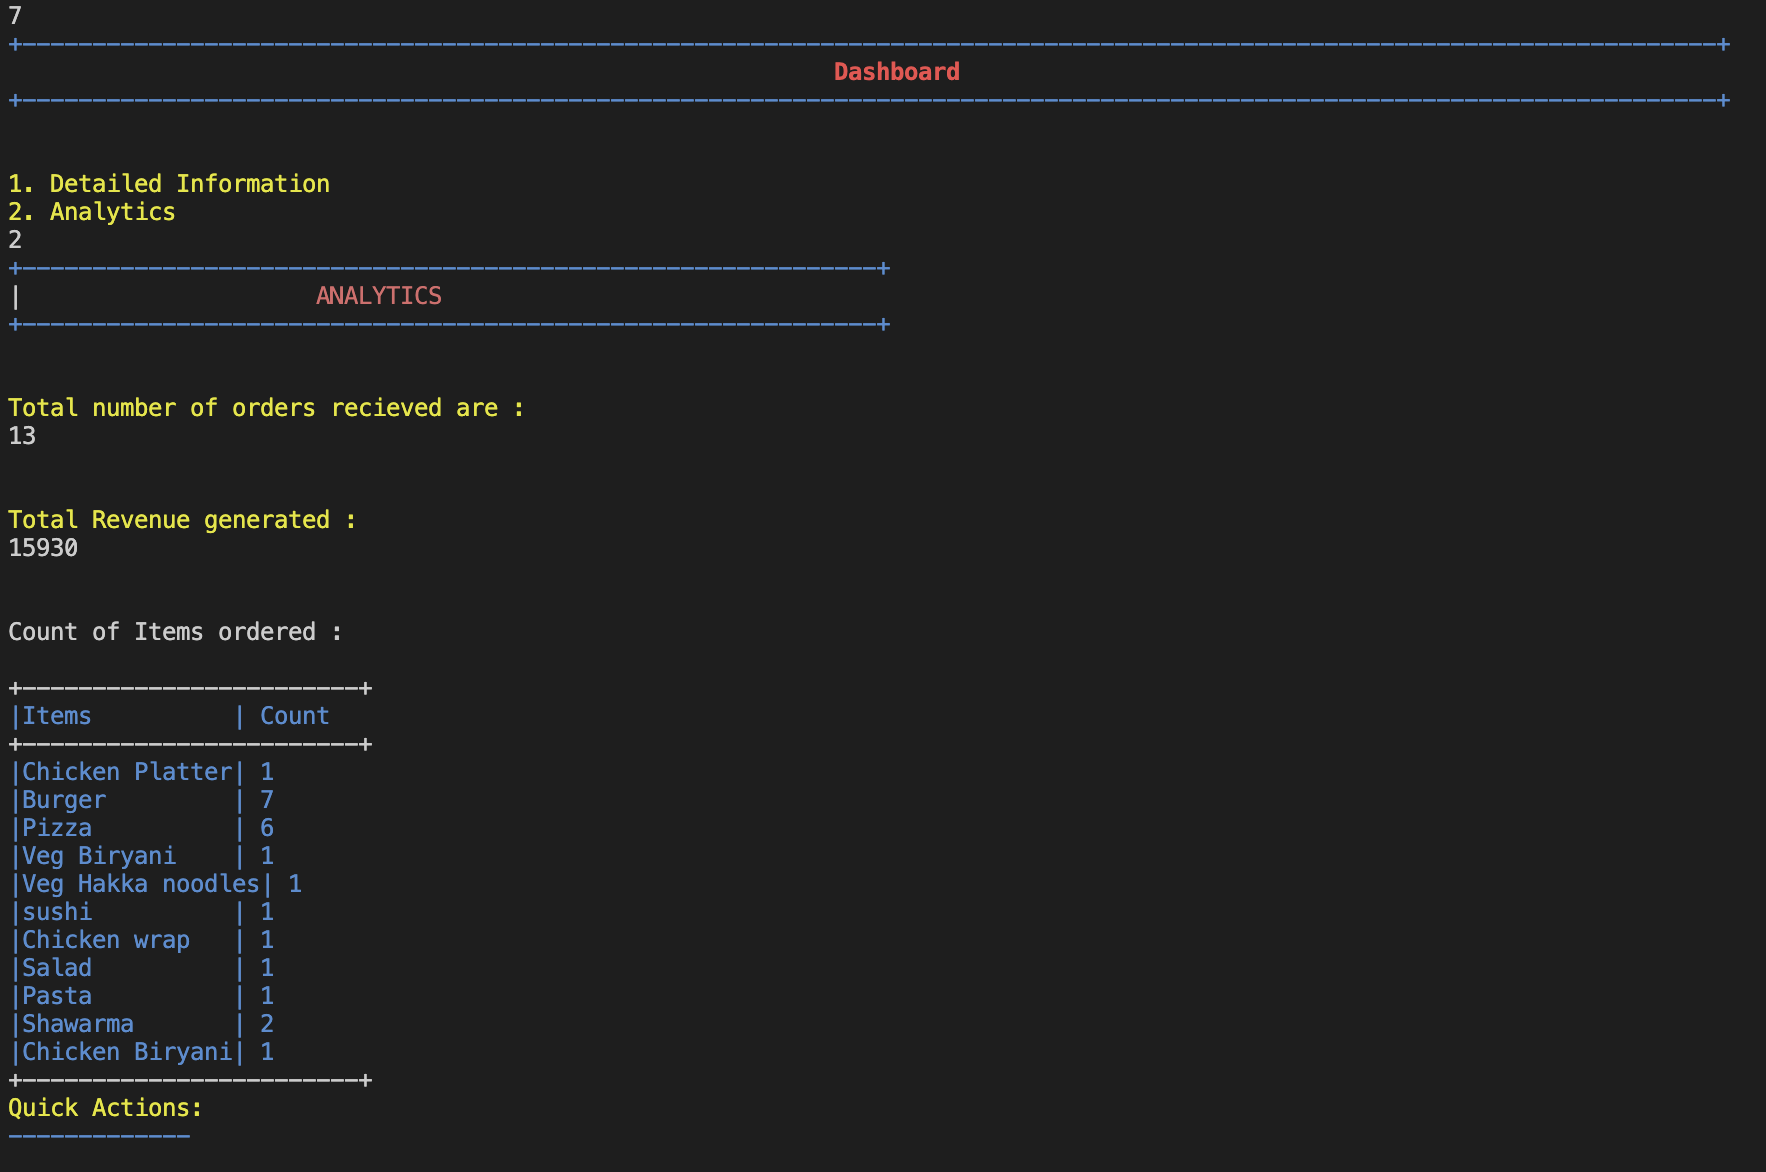 7
+-------------------------------------------------------------------------------------------------------------------------+
Dashboard
+-------------------------------------------------------------------------------------------------------------------------+
1. Detailed Information
2. Analytics
2
+-------------------------------------------------------------+
|                     ANALYTICS
+-------------------------------------------------------------+
Total number of orders recieved are :
13
Total Revenue generated :
15930
Count of Items ordered :
+------------------------+
|Items          | Count
+------------------------+
|Chicken Platter| 1
|Burger         | 7
|Pizza          | 6
|Veg Biryani    | 1
|Veg Hakka noodles| 1
|sushi          | 1
|Chicken wrap   | 1
|Salad          | 1
|Pasta          | 1
|Shawarma       | 2
|Chicken Biryani| 1
+------------------------+
Quick Actions:
-------------